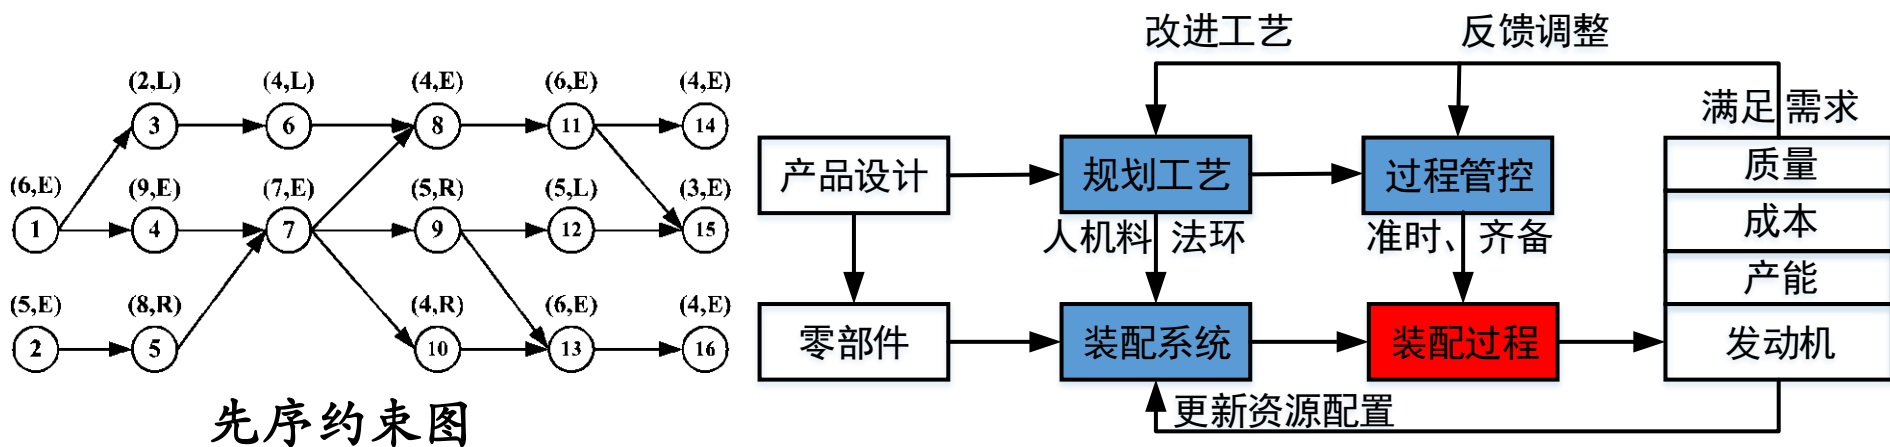 (2,L) (4,L) (4,E) (6,E) (4,E)
3 6 8 11 14
(6,E) (9,E) (7,E) (5,R) (5,L) (3,E)
1 4 7 9 12 15
(5,E) (8,R) (4,R) (6,E) (4,E)
2 5 10 13 16
先序约束图
改进工艺 反馈调整
满足 需求
产品设计 规划工艺 过程管控 质量
人机料 法环 准时、齐备 成本
产能
零部件 装配系统 装配过程 发动机
更新资源配置